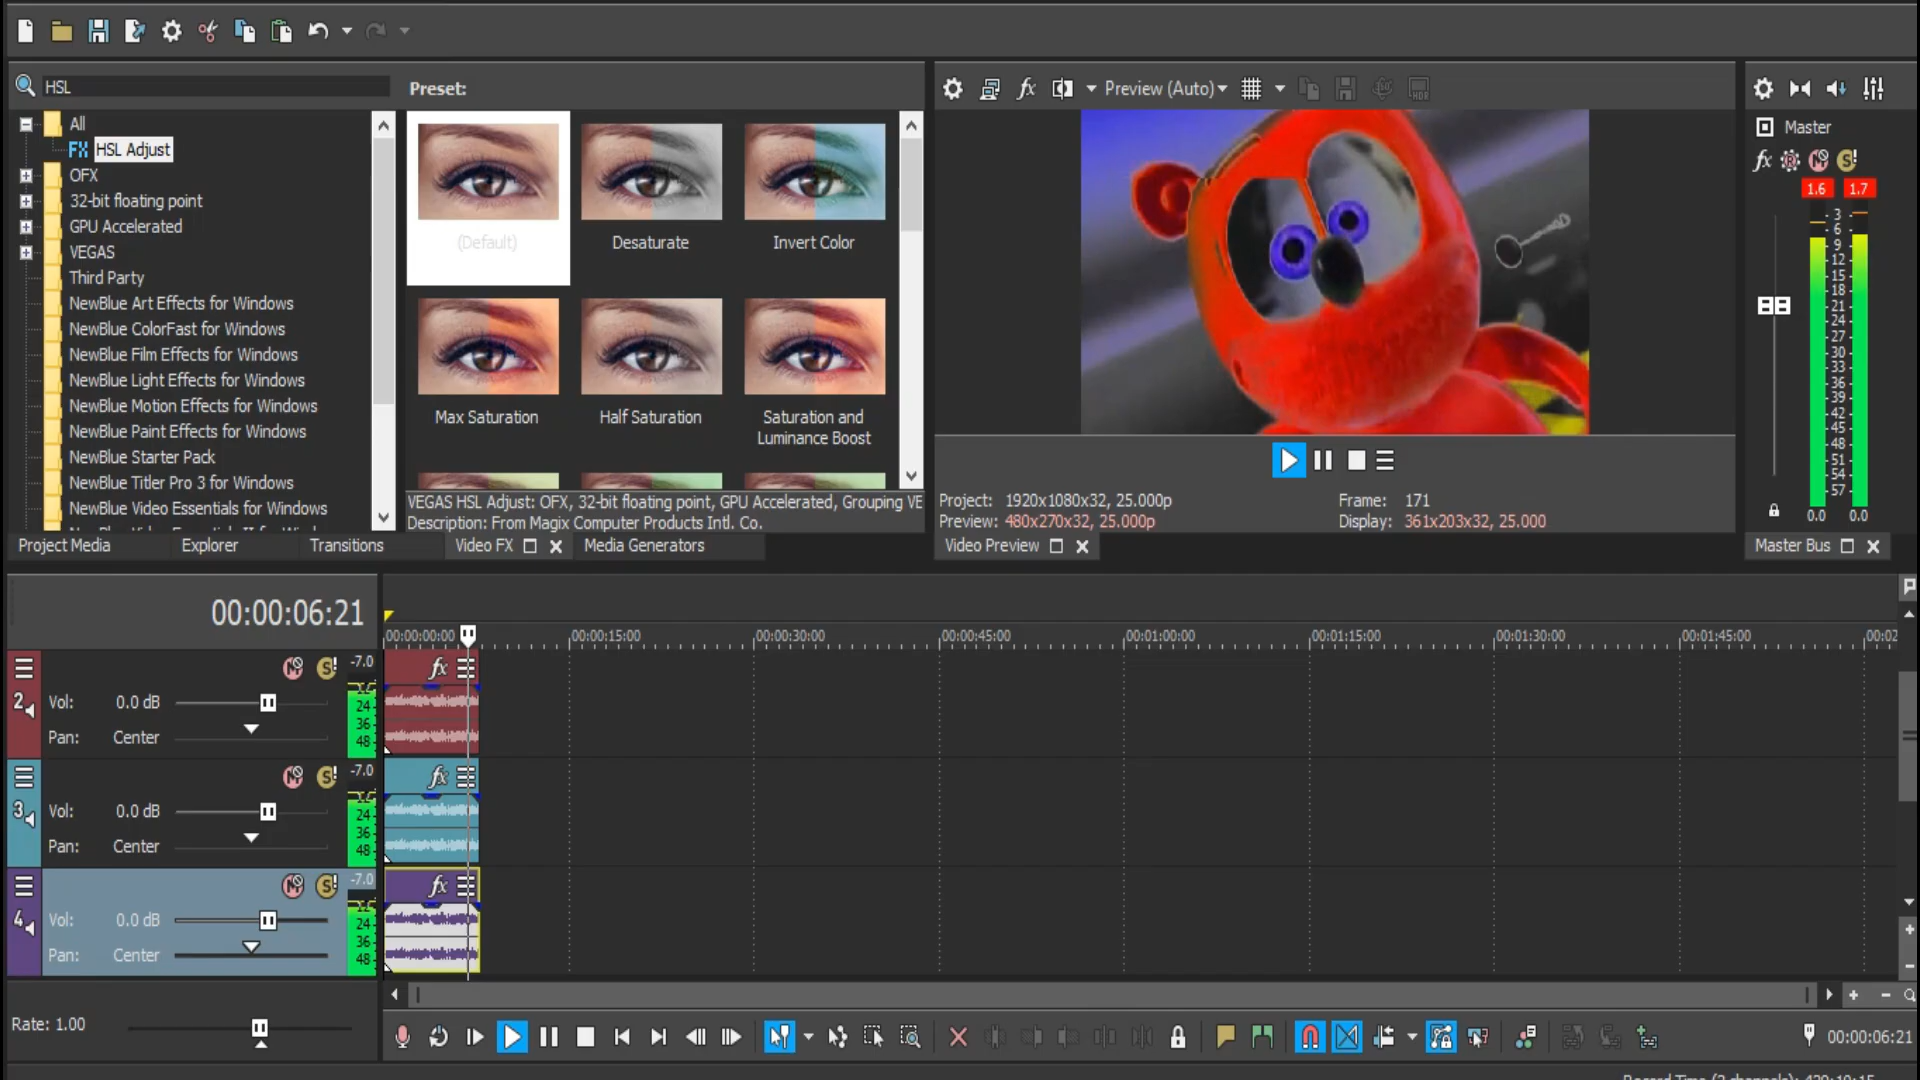 HSL
Preset:
All
FX HSL Adjust
OFX
32-bit floating point
GPU Accelerated
VEGAS
Third Party
NewBlue Art Effects for Windows
NewBlue ColorFast for Windows
NewBlue Film Effects for Windows
NewBlue Light Effects for Windows
NewBlue Motion Effects for Windows
NewBlue Paint Effects for Windows
NewBlue Starter Pack
NewBlue Titler Pro 3 for Windows
NewBlue Video Essentials for Windows
(Default)
Desaturate
Invert Color
Max Saturation
Half Saturation
Saturation and
Luminance Boost
VEGAS HSL Adjust: OFX, 32-bit floating point, GPU Accelerated, Grouping VE
Description: From Magix Computer Products Intl. Co.
Project Media
Explorer
Transitions
Video FX
Media Generators
fx
Preview (Auto)
Project: 1920x1080x32, 25.000p
Preview: 480x270x32, 25.000p
Frame: 171
Display: 361x203x32, 25.000
Video Preview
Master
fx
1.6 1.7
- 3 -
- 6 -
- 9 -
- 12 -
- 15 -
- 18 -
- 21 -
- 24 -
- 27 -
- 30 -
- 33 -
- 36 -
- 39 -
- 42 -
- 45 -
- 48 -
- 51 -
- 54 -
- 57 -
0.0 0.0
Master Bus
00:00:06:21
00:00:00:00 00:00:15:00 00:00:30:00 00:00:45:00 00:01:00:00 00:01:15:00 00:01:30:00 00:01:45:00 00:02
2
M S! -7.0
Vol: 0.0 dB
Pan: Center
24
36
48
fx
3
M S! -7.0
Vol: 0.0 dB
Pan: Center
24
36
48
fx
4
M S! -7.0
Vol: 0.0 dB
Pan: Center
24
36
48
fx
Rate: 1.00
00:00:06:21